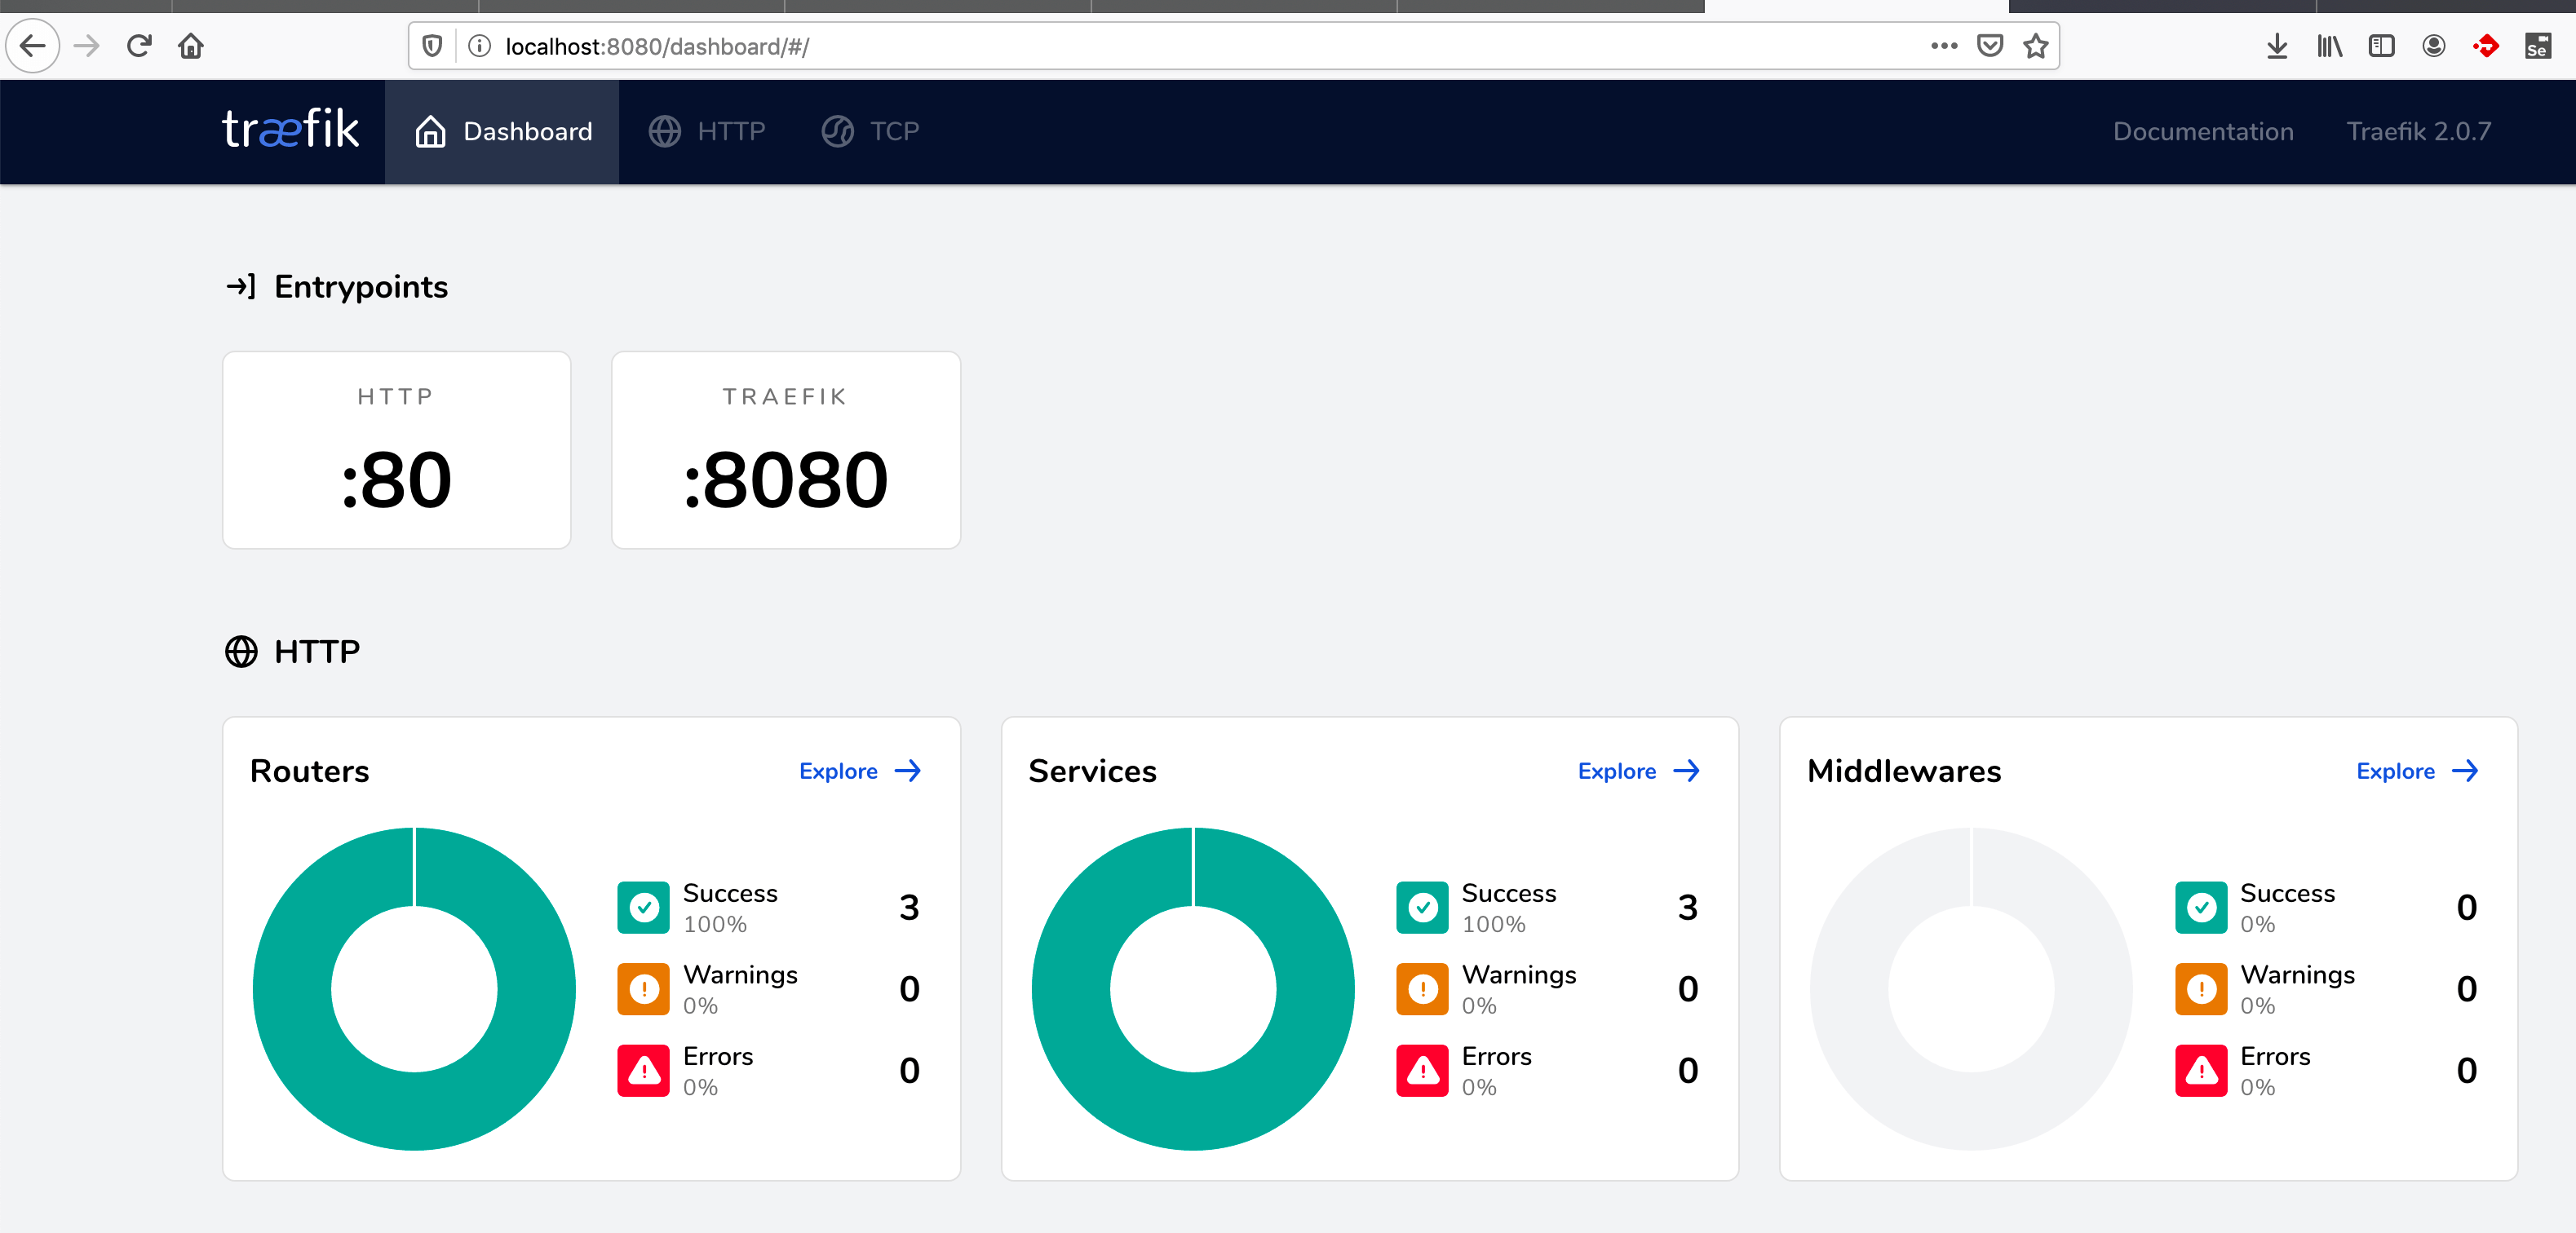 localhost:8080/dashboard/#/
Se
træfik
Dashboard
HTTP
TCP
Documentation
Traefik 2.0.7
Entrypoints
HTTP
:80
TRAEFIK
:8080
HTTP
Routers
Explore
Success
100%
3
Warnings
0%
0
Errors
0%
0
Services
Explore
Success
100%
3
Warnings
0%
0
Errors
0%
0
Middlewares
Explore
Success
0%
0
Warnings
0%
0
Errors
0%
0